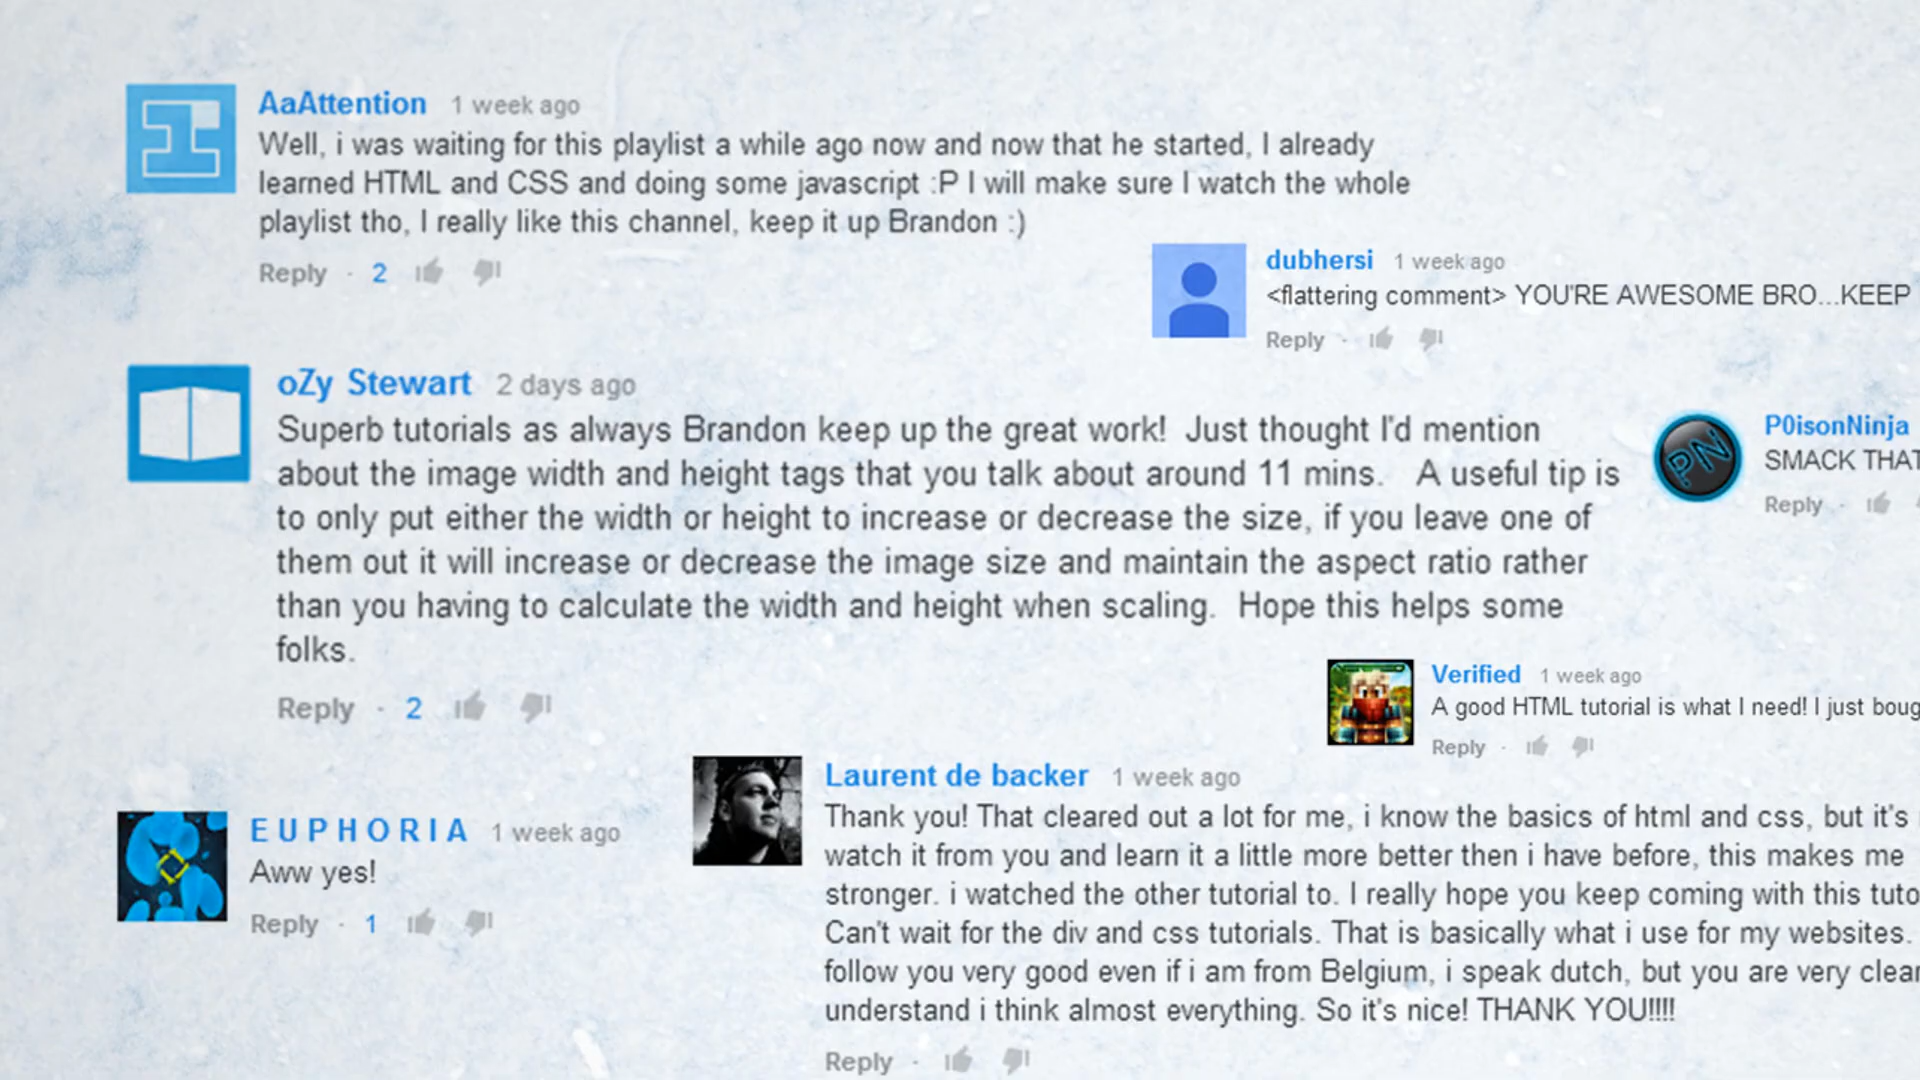 AaAttention 1 week ago
Well, i was waiting for this playlist a while ago now and now that he started, I already
learned HTML and CSS and doing some javascript :P I will make sure I watch the whole
playlist tho, I really like this channel, keep it up Brandon :)
Reply · 2
dubhersi 1 week ago
<flattering comment> YOU'RE AWESOME BRO...KEEP
Reply ·
oZy Stewart 2 days ago
Superb tutorials as always Brandon keep up the great work!  Just thought I'd mention
about the image width and height tags that you talk about around 11 mins.   A useful tip is
to only put either the width or height to increase or decrease the size, if you leave one of
them out it will increase or decrease the image size and maintain the aspect ratio rather
than you having to calculate the width and height when scaling.  Hope this helps some
folks.
Reply · 2
PN
P0isonNinja
SMACK THAT
Reply ·
Verified 1 week ago
A good HTML tutorial is what I need! I just boug
Reply ·
E U P H O R I A 1 week ago
Aww yes!
Reply · 1
Laurent de backer 1 week ago
Thank you! That cleared out a lot for me, i know the basics of html and css, but it's
watch it from you and learn it a little more better then i have before, this makes me
stronger. i watched the other tutorial to. I really hope you keep coming with this tuto
Can't wait for the div and css tutorials. That is basically what i use for my websites.
follow you very good even if i am from Belgium, i speak dutch, but you are very clear
understand i think almost everything. So it's nice! THANK YOU!!!!
Reply ·